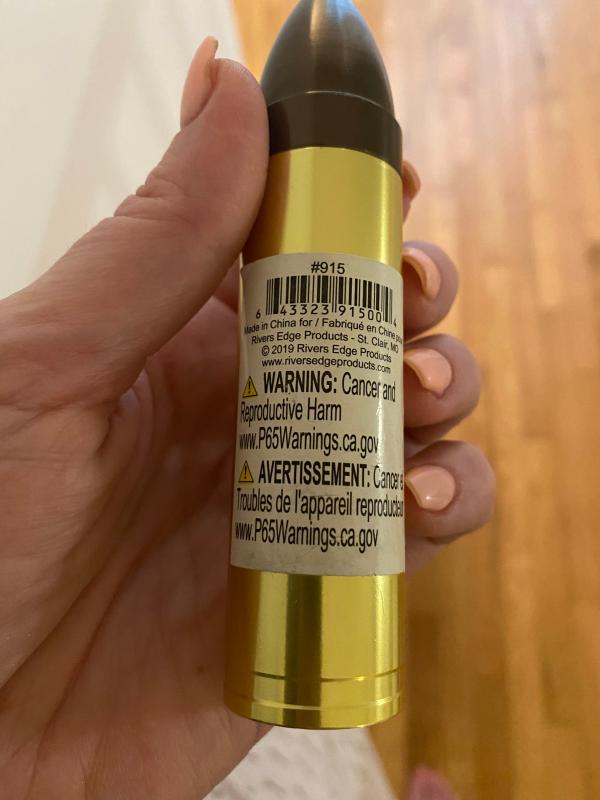 #915
6 43323 91500 4
Made in China for / Fabriqué en Chine pour
Rivers Edge Products - St. Clair, MO
© 2019 Rivers Edge Products
www.riversedgeproducts.com
WARNING: Cancer and
Reproductive Harm
www.P65Warnings.ca.gov
AVERTISSEMENT: Cancer e
Troubles de l'appareil reproducteu
www.P65Warnings.ca.gov